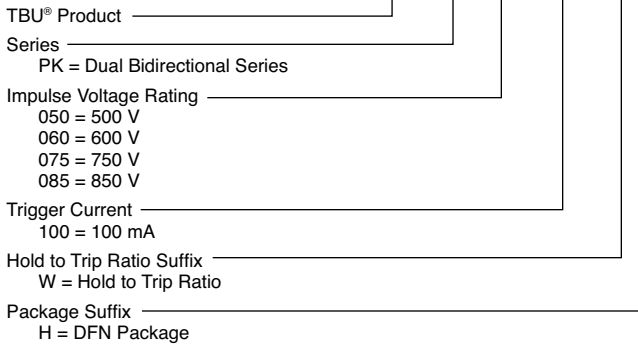 TBU® Product
Series
PK = Dual Bidirectional Series
Impulse Voltage Rating
050 = 500 V
060 = 600 V
075 = 750 V
085 = 850 V
Trigger Current
100 = 100 mA
Hold to Trip Ratio Suffix
W = Hold to Trip Ratio
Package Suffix
H = DFN Package